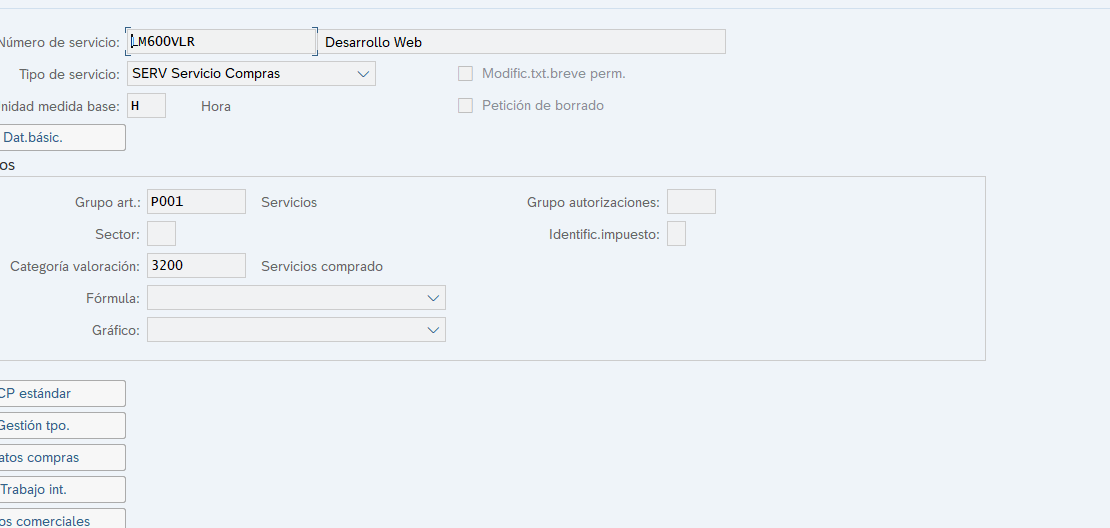 Número de servicio: LM600VLR Desarrollo Web
Tipo de servicio: SERV Servicio Compras Modific.txt.breve perm.
nidad medida base: H Hora Petición de borrado
Dat.básic.
os
Grupo art.: P001 Servicios Grupo autorizaciones:
Sector: Identific.impuesto:
Categoría valoración: 3200 Servicios comprado
Fórmula:
Gráfico:
CP estándar
Gestión tpo.
atos compras
Trabajo int.
os comerciales